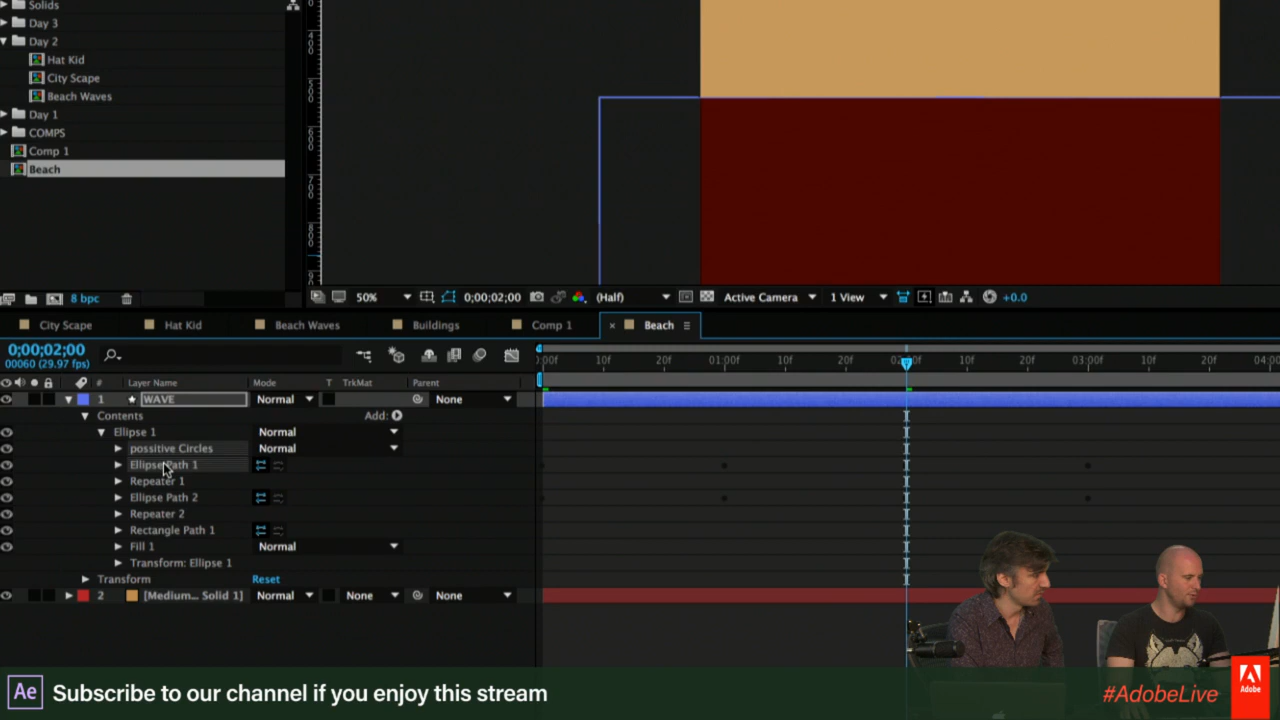 Solids
Day 3
Day 2
Hat Kid
City Scape
Beach Waves
Day 1
COMPS
Comp 1
Beach
8 bpc
50%
0;00;02;00
(Half)
Active Camera
1 View
+0.0
City Scape
Hat Kid
Beach Waves
Buildings
Comp 1
× Beach
0;00;02;00
00060 (29.97 fps)
10f
20f
01:00f
10f
20f
10f
20f
03:00f
10f
20f
# Layer Name
Mode
T TrkMat
Parent
1 WAVE
Normal
None
Contents
Add:
Ellipse 1
Normal
possitive Circles
Normal
Ellipse Path 1
Repeater 1
Ellipse Path 2
Repeater 2
Rectangle Path 1
Fill 1
Normal
Transform: Ellipse 1
Transform
Reset
2 [Medium... Solid 1]
Normal
None
None
Ae Subscribe to our channel if you enjoy this stream
#AdobeLive
Adobe